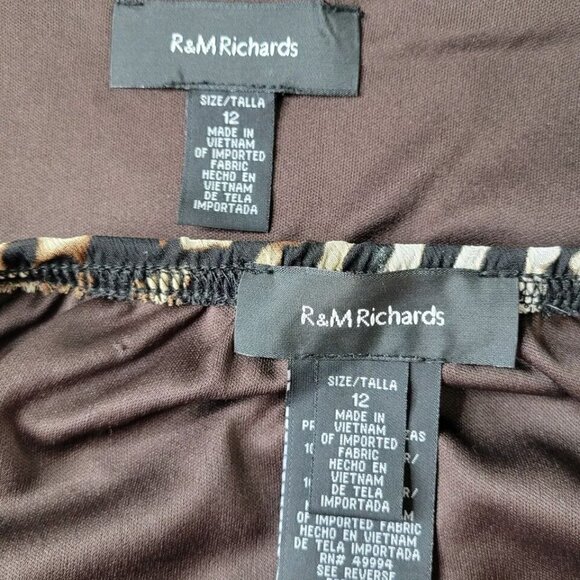 R&M Richards
SIZE/TALLA
12
MADE IN
VIETNAM
OF IMPORTED
FABRIC
HECHO EN
VIETNAM
DE TELA
IMPORTADA
R&M Richards
SIZE/TALLA
12
MADE IN
VIETNAM
OF IMPORTED
FABRIC
HECHO EN
VIETNAM
DE TELA
IMPORTADA
OF IMPORTED FABRIC
HECHO EN VIETNAM
DE TELA IMPORTADA
RN# 49994
SEE REVERSE